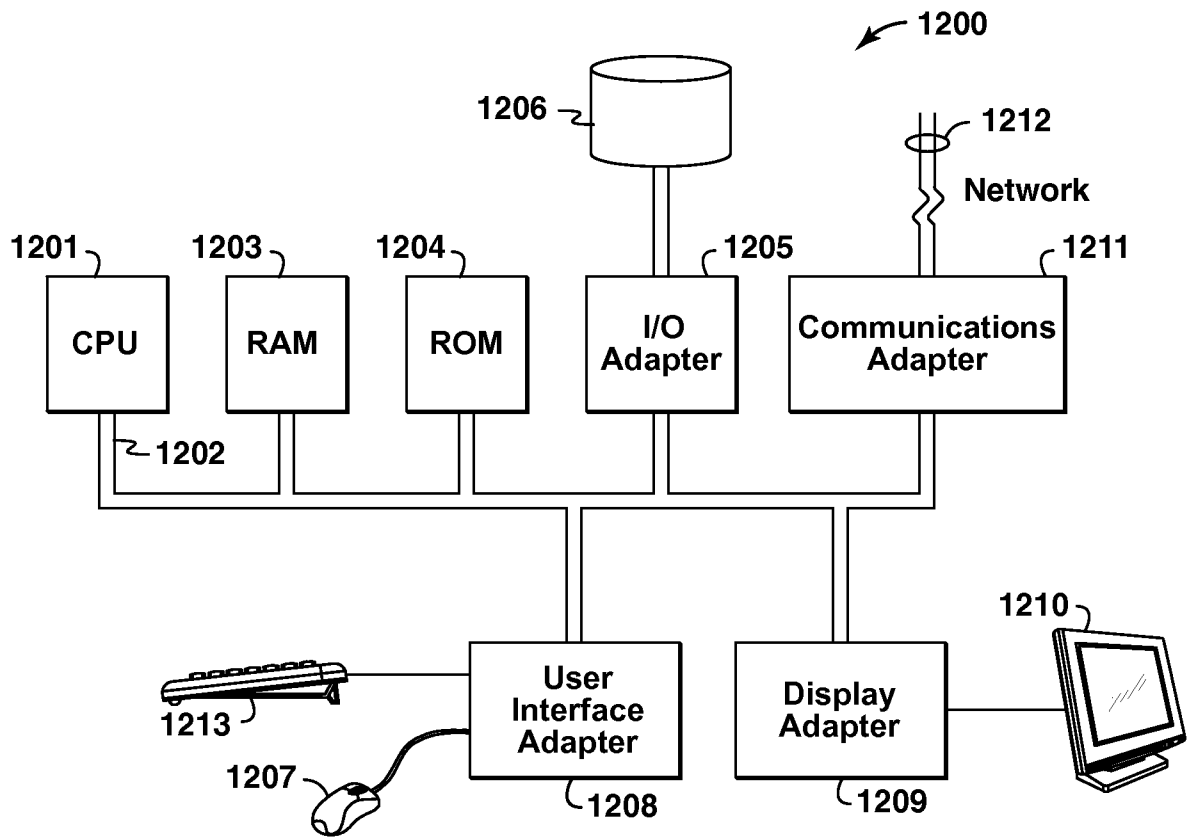 1200
1206
1212
Network
1201
1203
1204
1205
1211
CPU
RAM
ROM
I/O
Adapter
Communications
Adapter
1202
1210
User
Interface
Adapter
Display
Adapter
1213
1207
1208
1209